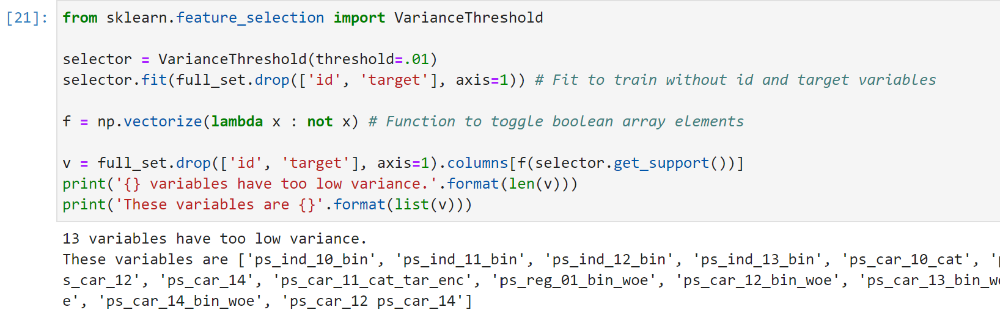 [21]: from sklearn.feature_selection import VarianceThreshold
selector = VarianceThreshold(threshold=.01)
selector.fit(full_set.drop(['id', 'target'], axis=1)) # Fit to train without id and target variables
f = np.vectorize(lambda x : not x) # Function to toggle boolean array elements
v = full_set.drop(['id', 'target'], axis=1).columns[f(selector.get_support())]
print('{} variables have too low variance.'.format(len(v)))
print('These variables are {}'.format(list(v)))
13 variables have too low variance.
These variables are ['ps_ind_10_bin', 'ps_ind_11_bin', 'ps_ind_12_bin', 'ps_ind_13_bin', 'ps_car_10_cat', 'p
s_car_12', 'ps_car_14', 'ps_car_11_cat_tar_enc', 'ps_reg_01_bin_woe', 'ps_car_12_bin_woe', 'ps_car_13_bin_wo
e', 'ps_car_14_bin_woe', 'ps_car_12 ps_car_14']